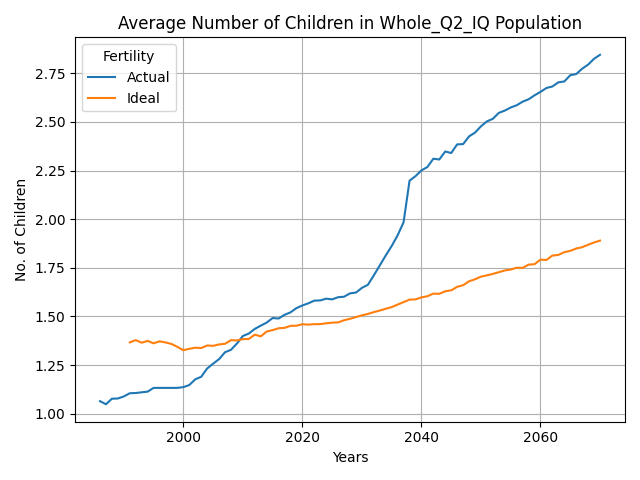 Average Number of Children in Whole_Q2_IQ Population
Fertility
Actual
Ideal
No. of Children
2.75
2.50
2.25
2.00
1.75
1.50
1.25
1.00
2000
2020
2040
2060
Years